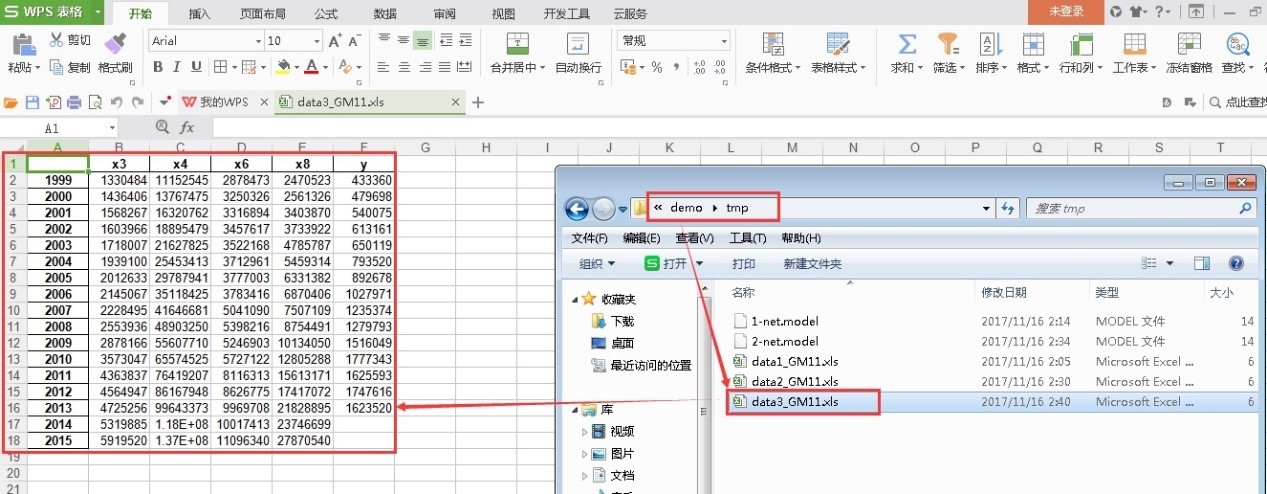 S WPS 表格 开始 插入 页面布局 公式 数据 审阅 视图 开发工具 云服务 未登录
剪切 Arial 10 A+ A- 常规
粘贴 复制 格式刷 B I U 合并居中 自动换行 % 条件格式 表格样式 求和 筛选 排序 格式 行和列 工作表 冻结窗格 查找
我的WPS data3_GM11.xls 点此查找
A1 fx
A B C D E F G H I J K L M N O P Q R S T
1 x3 x4 x6 x8 y
2 1999 1330484 11152545 2878473 2470523 433360
3 2000 1436406 13767475 3250326 2561326 479698
4 2001 1568267 16320762 3316894 3403870 540075
5 2002 1603966 18895479 3457617 3733922 613161
6 2003 1718007 21627825 3522168 4785787 650119
7 2004 1939100 25453413 3712961 5459314 793520
8 2005 2012633 29787941 3777003 6331382 892678
9 2006 2145067 35118425 3783416 6870406 1027971
10 2007 2228495 41646681 5041090 7507109 1235374
11 2008 2553936 48903250 5398216 8754491 1279793
12 2009 2878166 55607710 5246903 10134050 1516049
13 2010 3573047 65574525 5727122 12805288 1777343
14 2011 4363837 76419207 8116313 15613171 1625593
15 2012 4564947 86167948 8626775 17417072 1747616
16 2013 4725256 99643373 9969708 21828895 1623520
17 2014 5319885 1.18E+08 10017413 23746699
18 2015 5919520 1.37E+08 11096340 27870540
19
20
21
« demo ▸ tmp 搜索 tmp
文件(F) 编辑(E) 查看(V) 工具(T) 帮助(H)
组织 打开 打印 新建文件夹
收藏夹
下载
桌面
最近访问的位置
库
视频
图片
文档
名称 修改日期 类型 大小
1-net.model 2017/11/16 2:14 MODEL 文件 14
2-net.model 2017/11/16 2:34 MODEL 文件 14
data1_GM11.xls 2017/11/16 2:05 Microsoft Excel ... 6
data2_GM11.xls 2017/11/16 2:30 Microsoft Excel ... 6
data3_GM11.xls 2017/11/16 2:40 Microsoft Excel ... 6